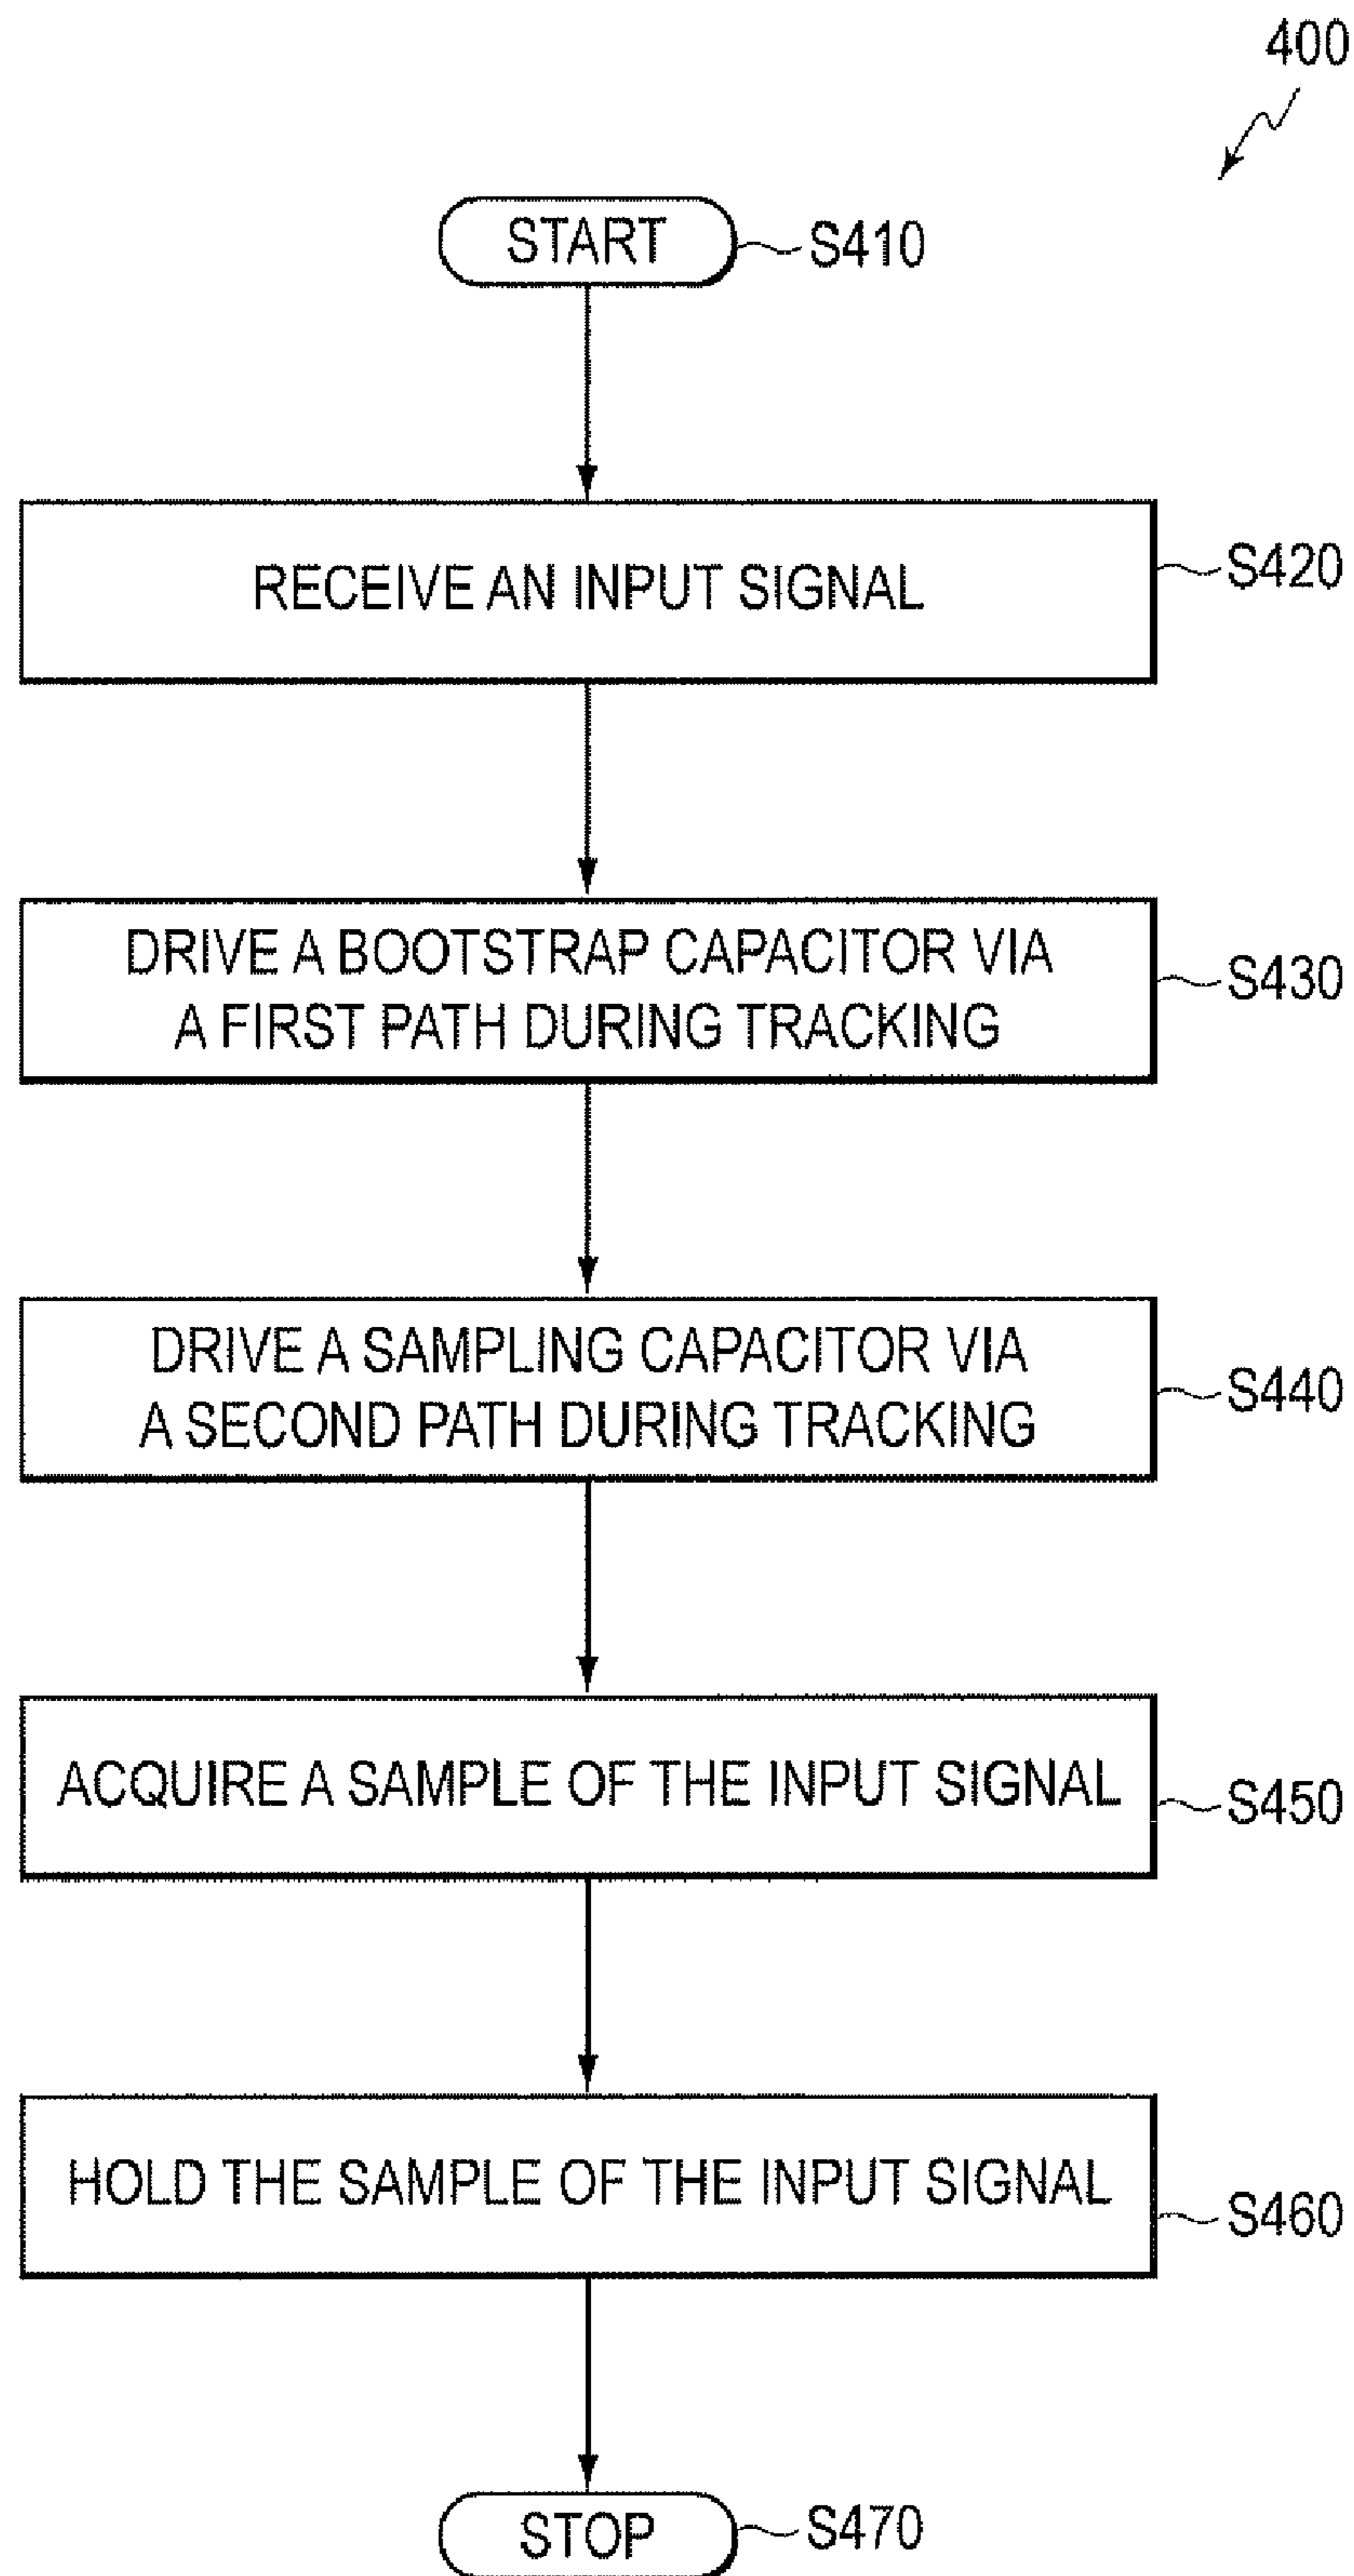 400
START
S410
RECEIVE AN INPUT SIGNAL
S420
DRIVE A BOOTSTRAP CAPACITOR VIA
A FIRST PATH DURING TRACKING
S430
DRIVE A SAMPLING CAPACITOR VIA
A SECOND PATH DURING TRACKING
S440
ACQUIRE A SAMPLE OF THE INPUT SIGNAL
S450
HOLD THE SAMPLE OF THE INPUT SIGNAL
S460
STOP
S470